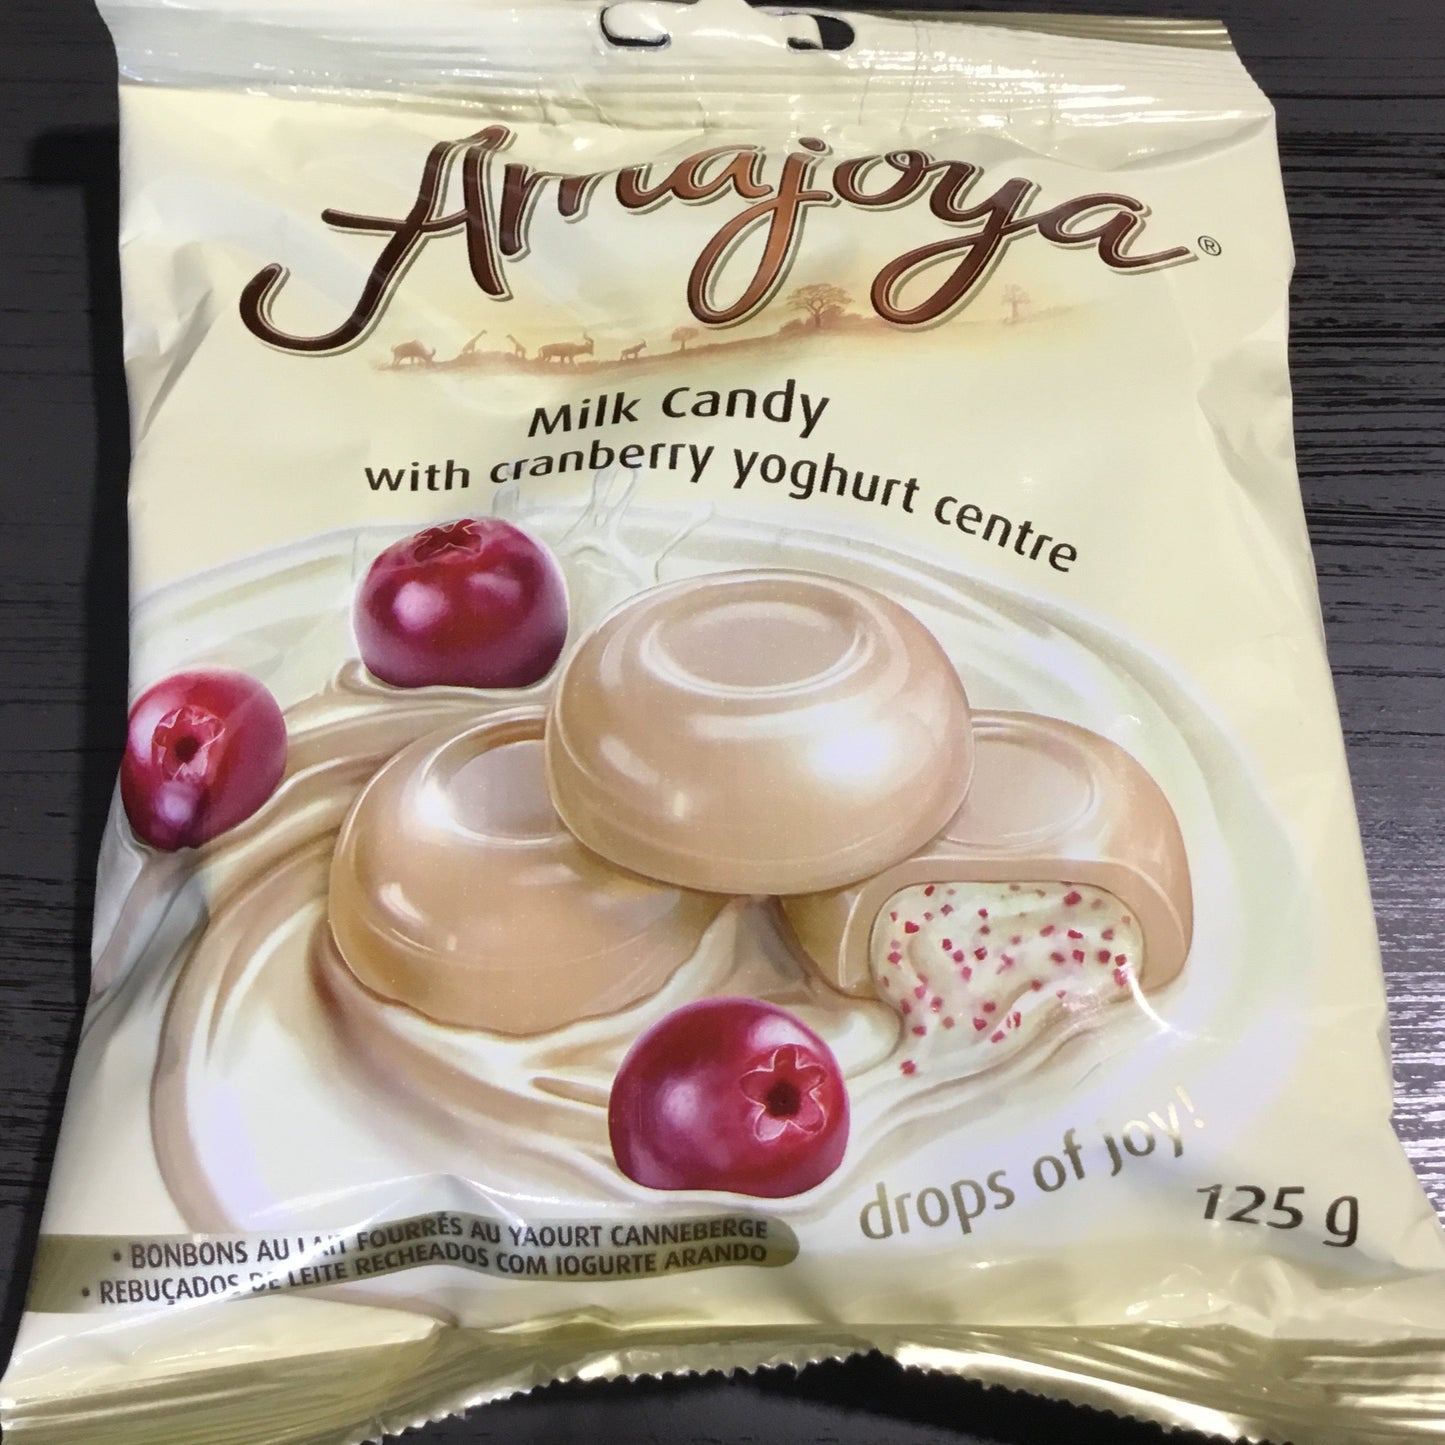 Amajoya®
Milk Candy
with cranberry yoghurt centre
drops of joy!
125 g
• BONBONS AU LAIT FOURRÉS AU YAOURT CANNEBERGE
• REBUÇADOS DE LEITE RECHEADOS COM IOGURTE ARANDO